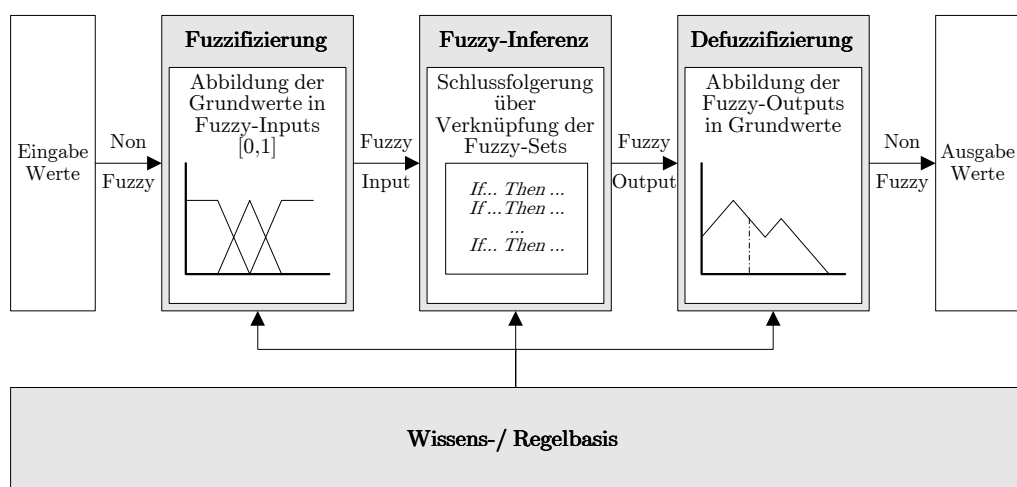 Eingabe
Werte
Non
Fuzzy
Fuzzifizierung
Abbildung der
Grundwerte in
Fuzzy-Inputs
[0,1]
Fuzzy
Input
Fuzzy-Inferenz
Schlussfolgerung
über
Verknüpfung der
Fuzzy-Sets
If... Then ...
If ...Then ...
...
If... Then ...
Fuzzy
Output
Defuzzifizierung
Abbildung der
Fuzzy-Outputs
in Grundwerte
Non
Fuzzy
Ausgabe
Werte
Wissens-/ Regelbasis